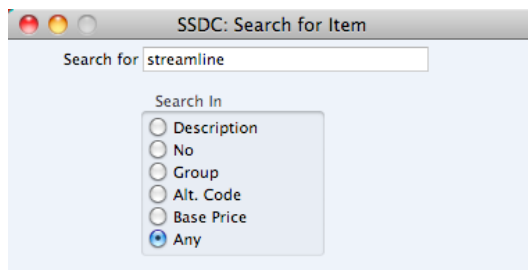 SSDC: Search for Item
Search for streamline
Search In
Description
No
Group
Alt. Code
Base Price
Any